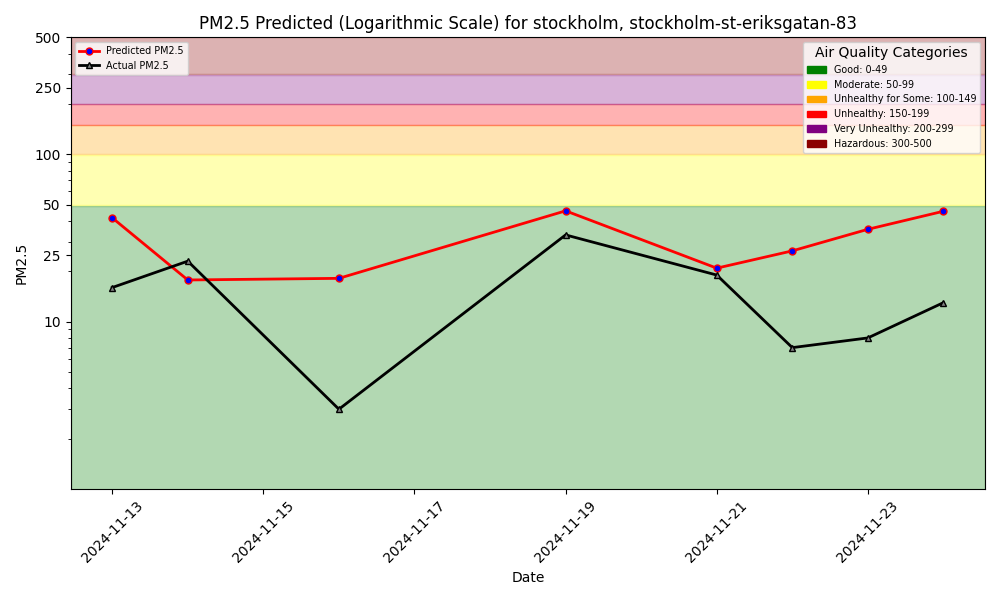 PM2.5 Predicted (Logarithmic Scale) for stockholm, stockholm-st-eriksgatan-83
Predicted PM2.5
Actual PM2.5
Air Quality Categories
Good: 0-49
Moderate: 50-99
Unhealthy for Some: 100-149
Unhealthy: 150-199
Very Unhealthy: 200-299
Hazardous: 300-500
500
250
100
50
25
10
PM2.5
2024-11-13
2024-11-15
2024-11-17
2024-11-19
2024-11-21
2024-11-23
Date